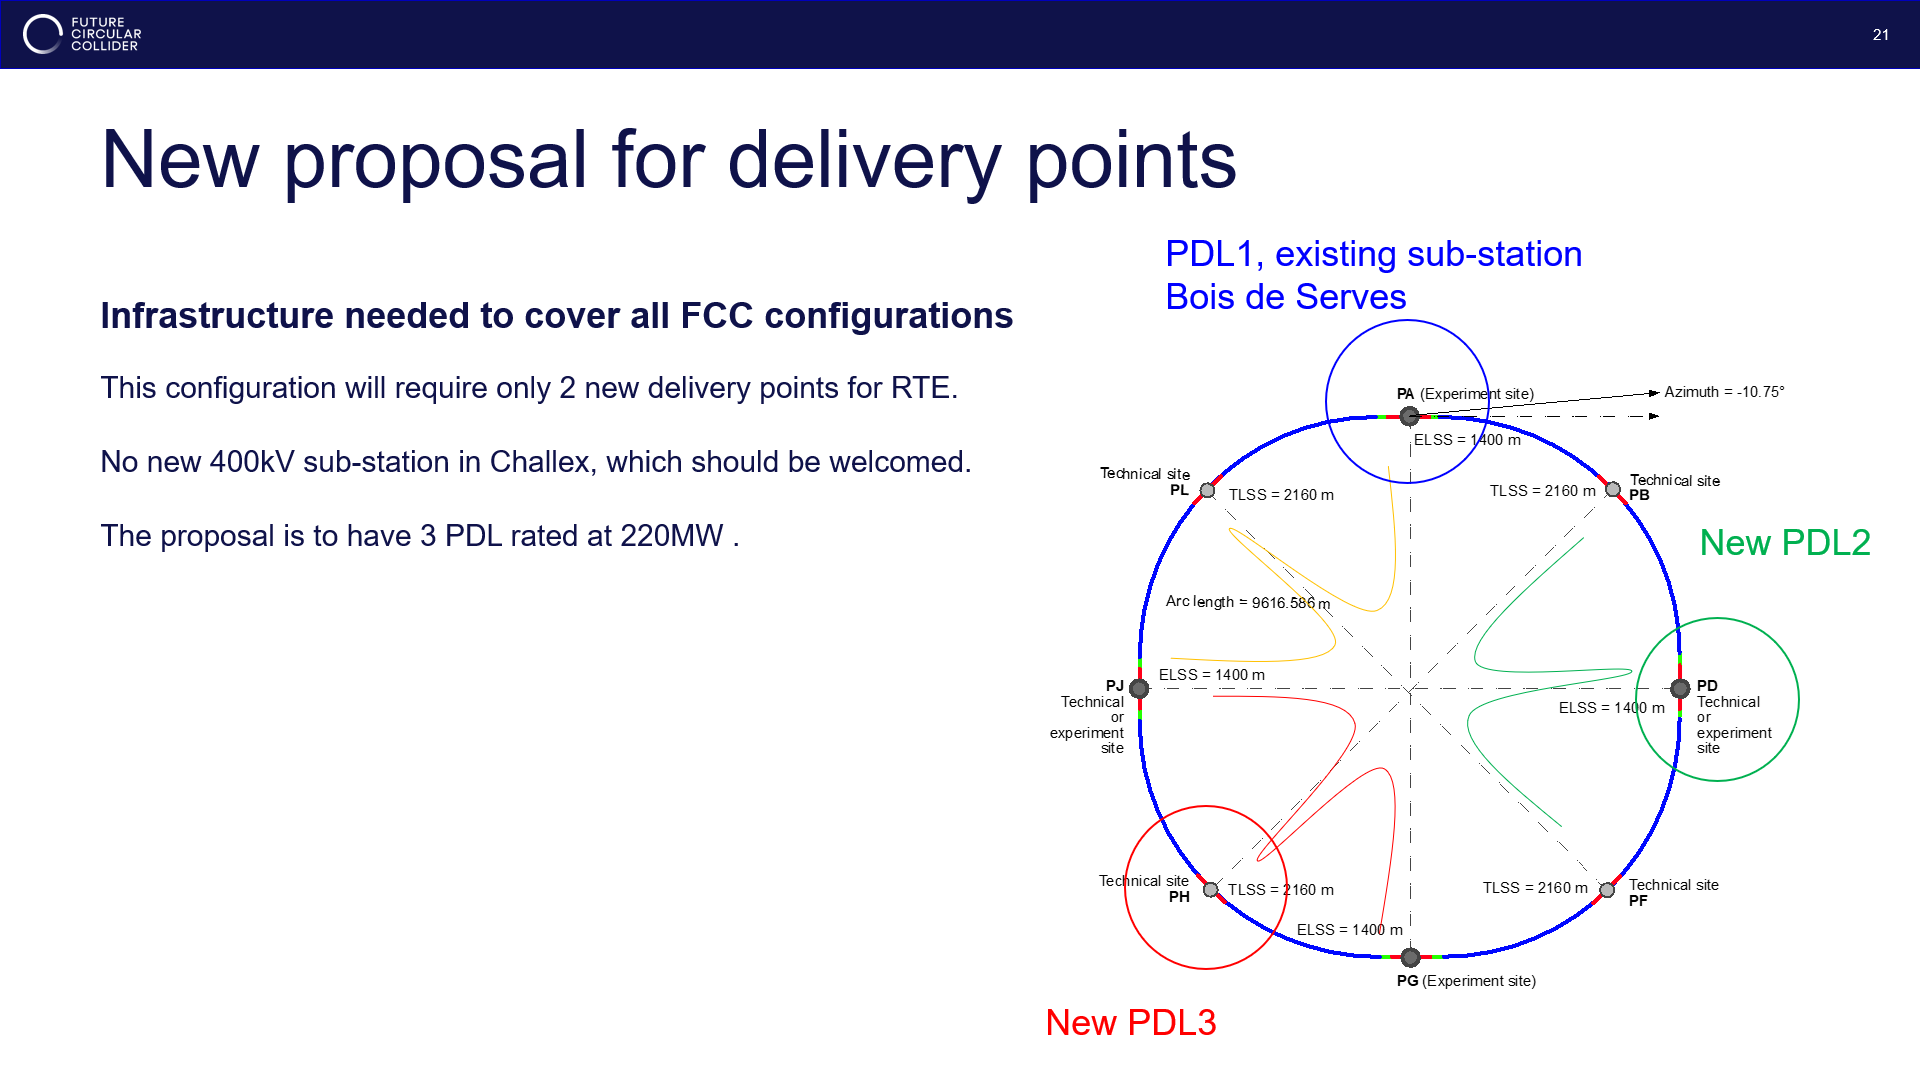 FUTURE
CIRCULAR
COLLIDER
21
New proposal for delivery points
Infrastructure needed to cover all FCC configurations
This configuration will require only 2 new delivery points for RTE.
No new 400kV sub-station in Challex, which should be welcomed.
The proposal is to have 3 PDL rated at 220MW .
PDL1, existing sub-station
Bois de Serves
PA (Experiment site)
Azimuth = -10.75°
ELSS = 1400 m
Technical site
PL
TLSS = 2160 m
TLSS = 2160 m
Technical site
PB
New PDL2
Arc length = 9616.586 m
ELSS = 1400 m
PJ
Technical
or
experiment
site
ELSS = 1400 m
PD
Technical
or
experiment
site
Technical site
PH
TLSS = 2160 m
TLSS = 2160 m
Technical site
PF
ELSS = 1400 m
PG (Experiment site)
New PDL3